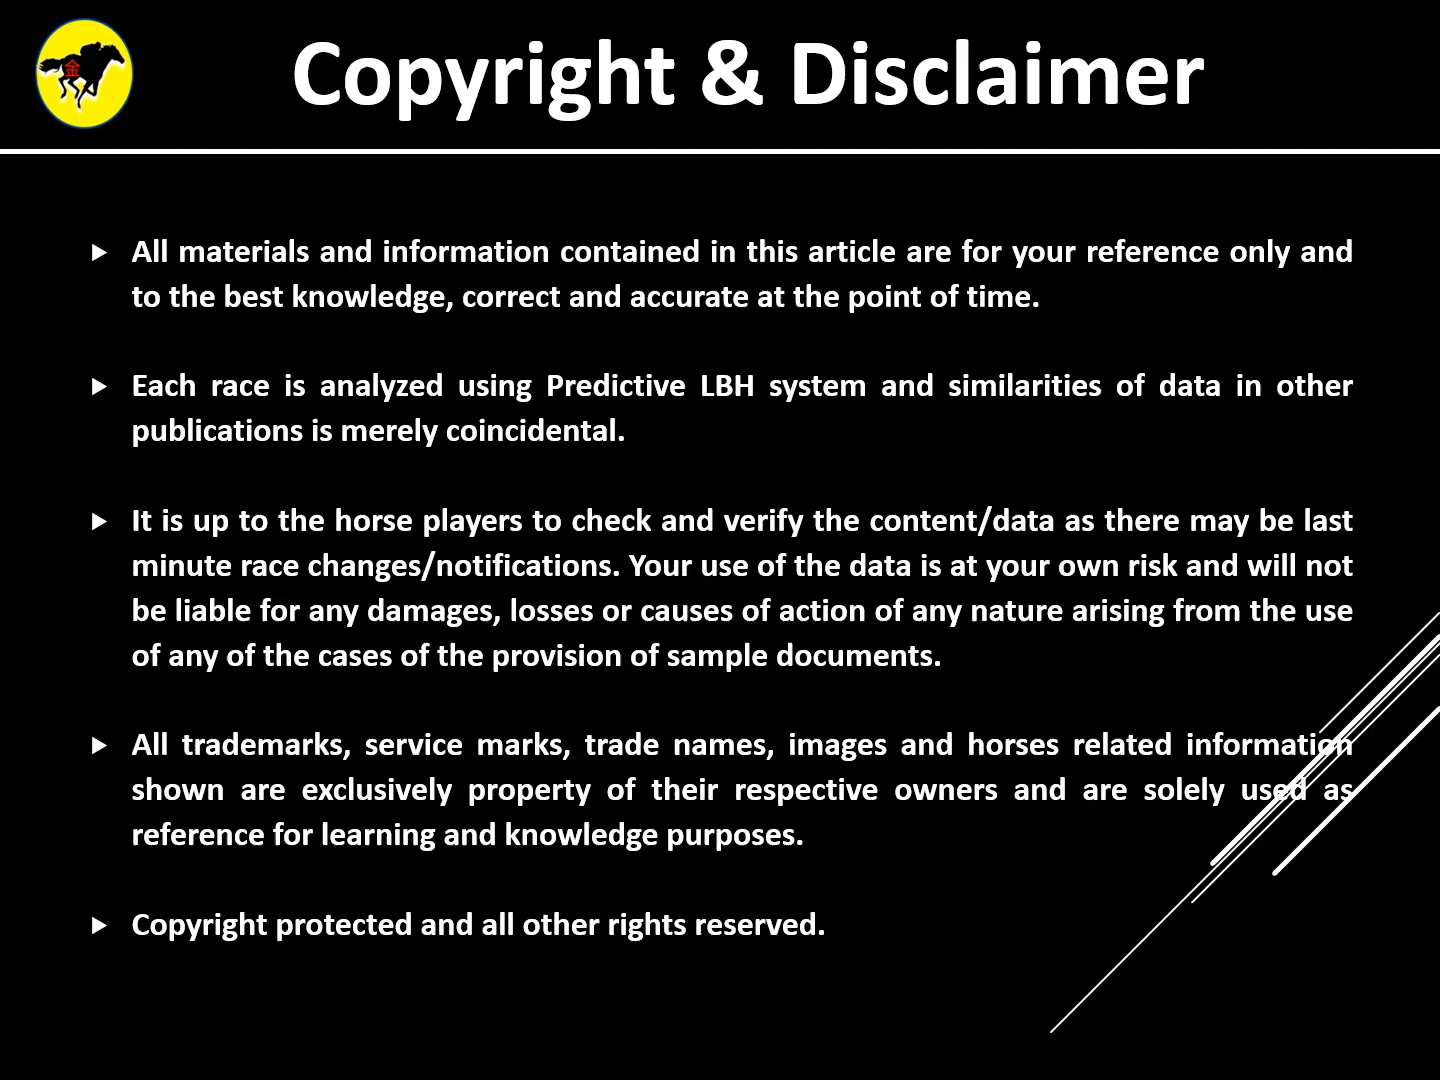 Copyright & Disclaimer
金
All materials and information contained in this article are for your reference only and
to the best knowledge, correct and accurate at the point of time.
Each race is analyzed using Predictive LBH system and similarities of data in other
publications is merely coincidental.
It is up to the horse players to check and verify the content/data as there may be last
minute race changes/notifications. Your use of the data is at your own risk and will not
be liable for any damages, losses or causes of action of any nature arising from the use
of any of the cases of the provision of sample documents.
All trademarks, service marks, trade names, images and horses related information
shown are exclusively property of their respective owners and are solely used as
reference for learning and knowledge purposes.
Copyright protected and all other rights reserved.